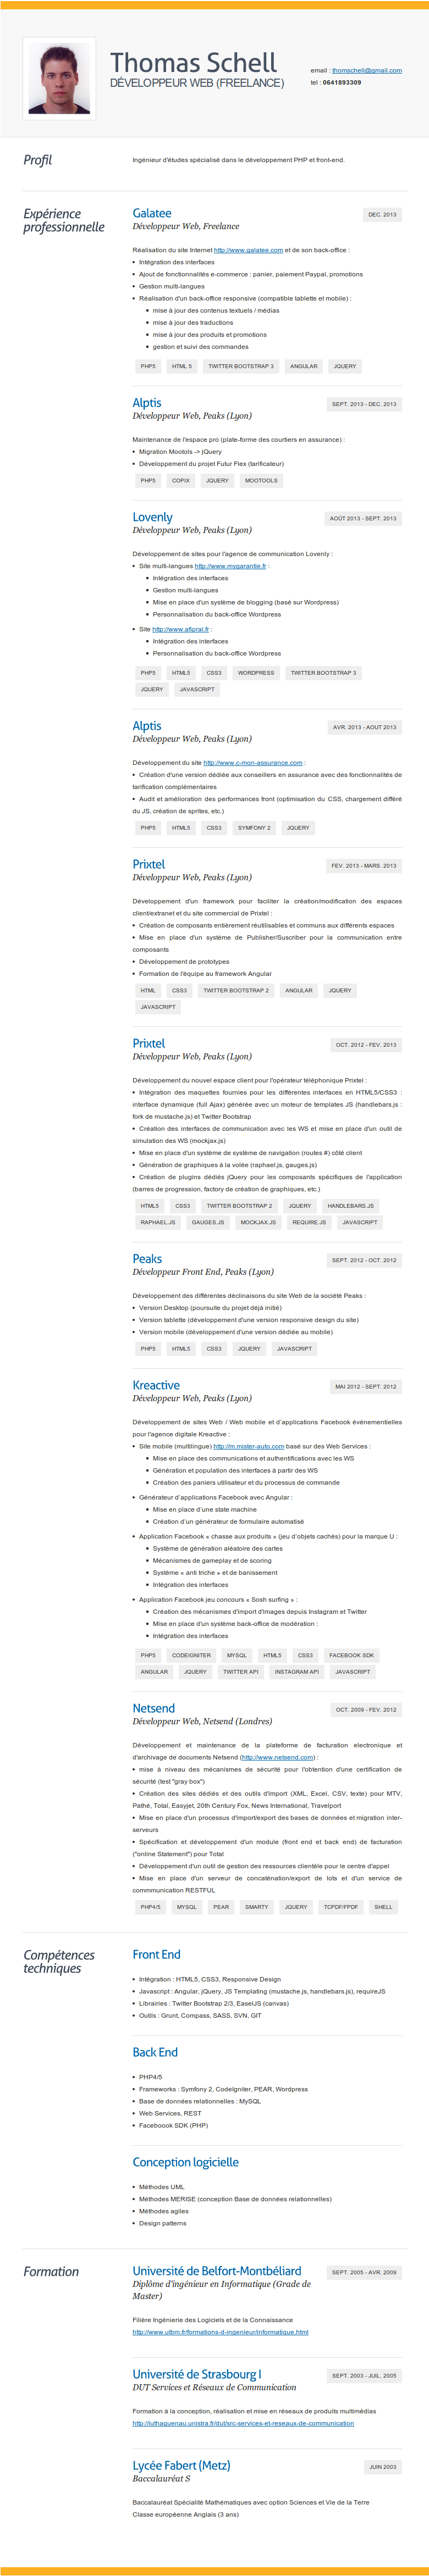 Thomas Schell
DÉVELOPPEUR WEB (FREELANCE)
email : thomschell@gmail.com
tel : 0641893309
Profil
Ingénieur d'études spécialisé dans le développement PHP et front-end.
Expérience
professionnelle
Galatee
DEC. 2013
Développeur Web, Freelance
Réalisation du site Internet http://www.galatee.com et de son back-office :
• Intégration des interfaces
• Ajout de fonctionnalités e-commerce : panier, paiement Paypal, promotions
• Gestion multi-langues
• Réalisation d'un back-office responsive (compatible tablette et mobile) :
• mise à jour des contenus textuels / médias
• mise à jour des traductions
• mise à jour des produits et promotions
• gestion et suivi des commandes
PHP5 HTML 5 TWITTER BOOTSTRAP 3 ANGULAR JQUERY
Alptis
SEPT. 2013 - DEC. 2013
Développeur Web, Peaks (Lyon)
Maintenance de l'espace pro (plate-forme des courtiers en assurance) :
• Migration Mootols -> jQuery
• Développement du projet Futur Flex (tarificateur)
PHP5 COPIX JQUERY MOOTOOLS
Lovenly
AOÛT 2013 - SEPT. 2013
Développeur Web, Peaks (Lyon)
Développement de sites pour l'agence de communication Lovenly :
• Site multi-langues http://www.mygarantie.fr :
• Intégration des interfaces
• Gestion multi-langues
• Mise en place d'un système de blogging (basé sur Wordpress)
• Personnalisation du back-office Wordpress
• Site http://www.afipral.fr :
• Intégration des interfaces
• Personnalisation du back-office Wordpress
PHP5 HTML5 CSS3 WORDPRESS TWITTER BOOTSTRAP 3
JQUERY JAVASCRIPT
Alptis
AVR. 2013 - AOUT 2013
Développeur Web, Peaks (Lyon)
Développement du site http://www.c-mon-assurance.com :
• Création d'une version dédiée aux conseillers en assurance avec des fonctionnalités de
tarification complémentaires
• Audit et amélioration des performances front (optimisation du CSS, chargement différé
du JS, création de sprites, etc.)
PHP5 HTML5 CSS3 SYMFONY 2 JQUERY
Prixtel
FEV. 2013 - MARS. 2013
Développeur Web, Peaks (Lyon)
Développement d'un framework pour faciliter la création/modification des espaces
client/extranet et du site commercial de Prixtel :
• Création de composants entièrement réutilisables et communs aux différents espaces
• Mise en place d'un système de Publisher/Suscriber pour la communication entre
composants
• Développement de prototypes
• Formation de l'équipe au framework Angular
HTML CSS3 TWITTER BOOTSTRAP 2 ANGULAR JQUERY
JAVASCRIPT
Prixtel
OCT. 2012 - FEV. 2013
Développeur Web, Peaks (Lyon)
Développement du nouvel espace client pour l'opérateur téléphonique Prixtel :
• Intégration des maquettes fournies pour les différentes interfaces en HTML5/CSS3 :
interface dynamique (full Ajax) générée avec un moteur de templates JS (handlebars.js :
fork de mustache.js) et Twitter Bootstrap
• Création des interfaces de communication avec les WS et mise en place d'un outil de
simulation des WS (mockjax.js)
• Mise en place d'un système de système de navigation (routes #) côté client
• Génération de graphiques à la volée (raphael.js, gauges.js)
• Création de plugins dédiés jQuery pour les composants spécifiques de l'application
(barres de progression, factory de création de graphiques, etc.)
HTML5 CSS3 TWITTER BOOTSTRAP 2 JQUERY HANDLEBARS.JS
RAPHAEL.JS GAUGES.JS MOCKJAX.JS REQUIRE.JS JAVASCRIPT
Peaks
SEPT. 2012 - OCT. 2012
Développeur Front End, Peaks (Lyon)
Développement des différentes déclinaisons du site Web de la société Peaks :
• Version Desktop (poursuite du projet déjà initié)
• Version tablette (développement d'une version responsive design du site)
• Version mobile (développement d'une version dédiée au mobile)
PHP5 HTML5 CSS3 JQUERY JAVASCRIPT
Kreactive
MAI 2012 - SEPT. 2012
Développeur Web, Peaks (Lyon)
Développement de sites Web / Web mobile et d'applications Facebook événementielles
pour l'agence digitale Kreactive :
• Site mobile (multilingue) http://m.mister-auto.com basé sur des Web Services :
• Mise en place des communications et authentifications avec les WS
• Génération et population des interfaces à partir des WS
• Création des paniers utilisateur et du processus de commande
• Générateur d'applications Facebook avec Angular :
• Mise en place d'une state machine
• Création d'un générateur de formulaire automatisé
• Application Facebook « chasse aux produits » (jeu d'objets cachés) pour la marque U :
• Système de génération aléatoire des cartes
• Mécanismes de gameplay et de scoring
• Système « anti triche » et de banissement
• Intégration des interfaces
• Application Facebook jeu concours « Sosh surfing » :
• Création des mécanismes d'import d'images depuis Instagram et Twitter
• Mise en place d'un système back-office de modération :
• Intégration des interfaces
PHP5 CODEIGNITER MYSQL HTML5 CSS3 FACEBOOK SDK
ANGULAR JQUERY TWITTER API INSTAGRAM API JAVASCRIPT
Netsend
OCT. 2009 - FEV. 2012
Développeur Web, Netsend (Londres)
Développement et maintenance de la plateforme de facturation electronique et
d'archivage de documents Netsend (http://www.netsend.com) :
• mise à niveau des mécanismes de sécurité pour l'obtention d'une certification de
sécurité (test "gray box")
• Création des sites dédiés et des outils d'import (XML, Excel, CSV, texte) pour MTV,
Pathé, Total, Easyjet, 20th Century Fox, News International, Travelport
• Mise en place d'un processus d'import/export des bases de données et migration inter-
serveurs
• Spécification et développement d'un module (front end et back end) de facturation
("online Statement") pour Total
• Développement d'un outil de gestion des ressources clientèle pour le centre d'appel
• Mise en place d'un serveur de concaténation/export de lots et d'un service de
commmunication RESTFUL
PHP4/5 MYSQL PEAR SMARTY JQUERY TCPDF/FPDF SHELL
Compétences
techniques
Front End
• Intégration : HTML5, CSS3, Responsive Design
• Javascript : Angular, jQuery, JS Templating (mustache.js, handlebars.js), requireJS
• Librairies : Twitter Bootstrap 2/3, EaselJS (canvas)
• Outils : Grunt, Compass, SASS, SVN, GIT
Back End
• PHP4/5
• Frameworks : Symfony 2, CodeIgniter, PEAR, Wordpress
• Base de données relationnelles : MySQL
• Web Services, REST
• Faceboook SDK (PHP)
Conception logicielle
• Méthodes UML
• Méthodes MERISE (conception Base de données relationnelles)
• Méthodes agiles
• Design patterns
Formation
Université de Belfort-Montbéliard
SEPT. 2005 - AVR. 2009
Diplôme d'ingénieur en Informatique (Grade de
Master)
Filière Ingénierie des Logiciels et de la Connaissance
http://www.utbm.fr/formations-d-ingenieur/informatique.html
Université de Strasbourg I
SEPT. 2003 - JUIL. 2005
DUT Services et Réseaux de Communication
Formation à la conception, réalisation et mise en réseaux de produits multimédias
http://iuthaguenau.unistra.fr/dut/src-services-et-reseaux-de-communication
Lycée Fabert (Metz)
JUIN 2003
Baccalauréat S
Baccalauréat Spécialité Mathématiques avec option Sciences et Vie de la Terre
Classe européenne Anglais (3 ans)